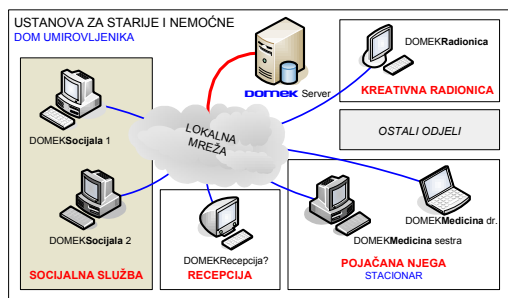 USTANOVA ZA STARIJE I NEMOĆNE
DOM UMIROVLJENIKA
DOMEK Server
DOMEKRadionica
KREATIVNA RADIONICA
DOMEKSocijala 1
LOKALNA
MREŽA
OSTALI ODJELI
DOMEKSocijala 2
SOCIJALNA SLUŽBA
DOMEKRecepcija?
RECEPCIJA
DOMEKMedicina dr.
DOMEKMedicina sestra
POJAČANA NJEGA
STACIONAR